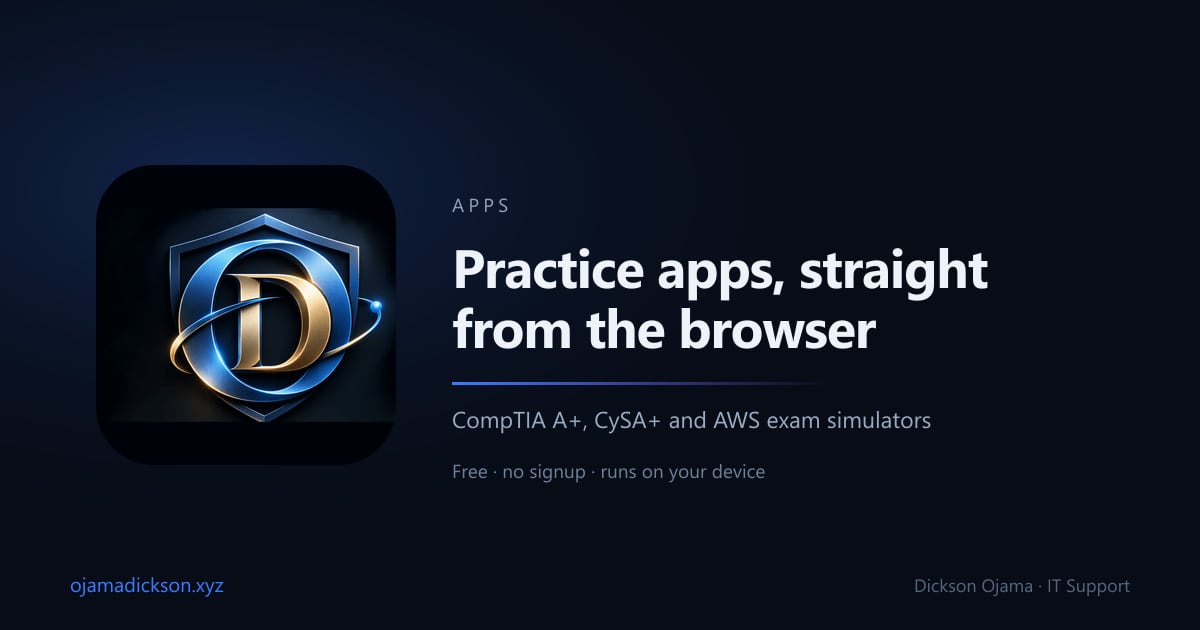 OD
APPS
Practice apps, straight
from the browser
CompTIA A+, CySA+ and AWS exam simulators
Free · no signup · runs on your device
ojamadickson.xyz
Dickson Ojama · IT Support